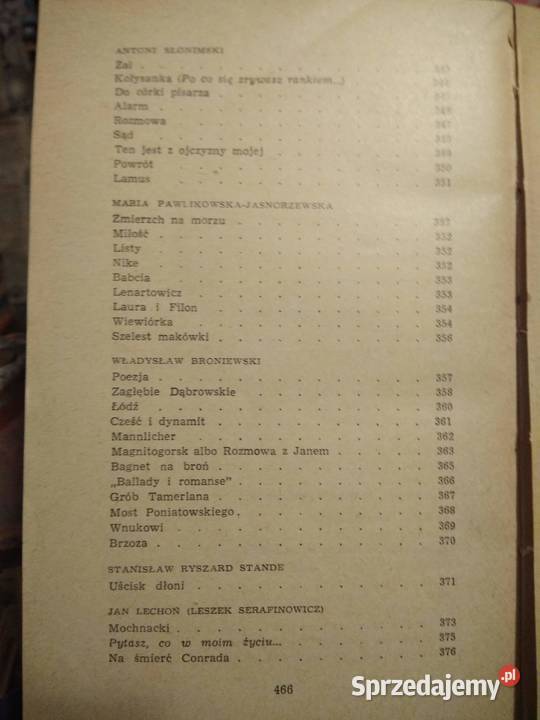 ANTONI SŁONIMSKI
Żal
Kołysanka (Po co się zrywasz rankiem...)
Do córki pisarza
Alarm
Rozmowa
Sąd
Ten jest z ojczyzny mojej
Powrót 350
Lamus 351
MARIA PAWLIKOWSKA-JASNORZEWSKA
Zmierzch na morzu 352
Miłość 352
Listy 352
Nike 352
Babcia 353
Lenartowicz 353
Laura i Filon 354
Wiewiórka 354
Szelest makówki 356
WŁADYSŁAW BRONIEWSKI
Poezja 357
Zagłębie Dąbrowskie 358
Łódź 360
Cześć i dynamit 361
Mannlicher 362
Magnitogorsk albo Rozmowa z Janem 363
Bagnet na broń 365
„Ballady i romanse” 366
Grób Tamerlana 367
Most Poniatowskiego 368
Wnukowi 369
Brzoza 370
STANISŁAW RYSZARD STANDE
Uścisk dłoni 371
JAN LECHOŃ (LESZEK SERAFINOWICZ)
Mochnacki 373
Pytasz, co w moim życiu... 375
Na śmierć Conrada 376
466
Sprzedajemy.pl